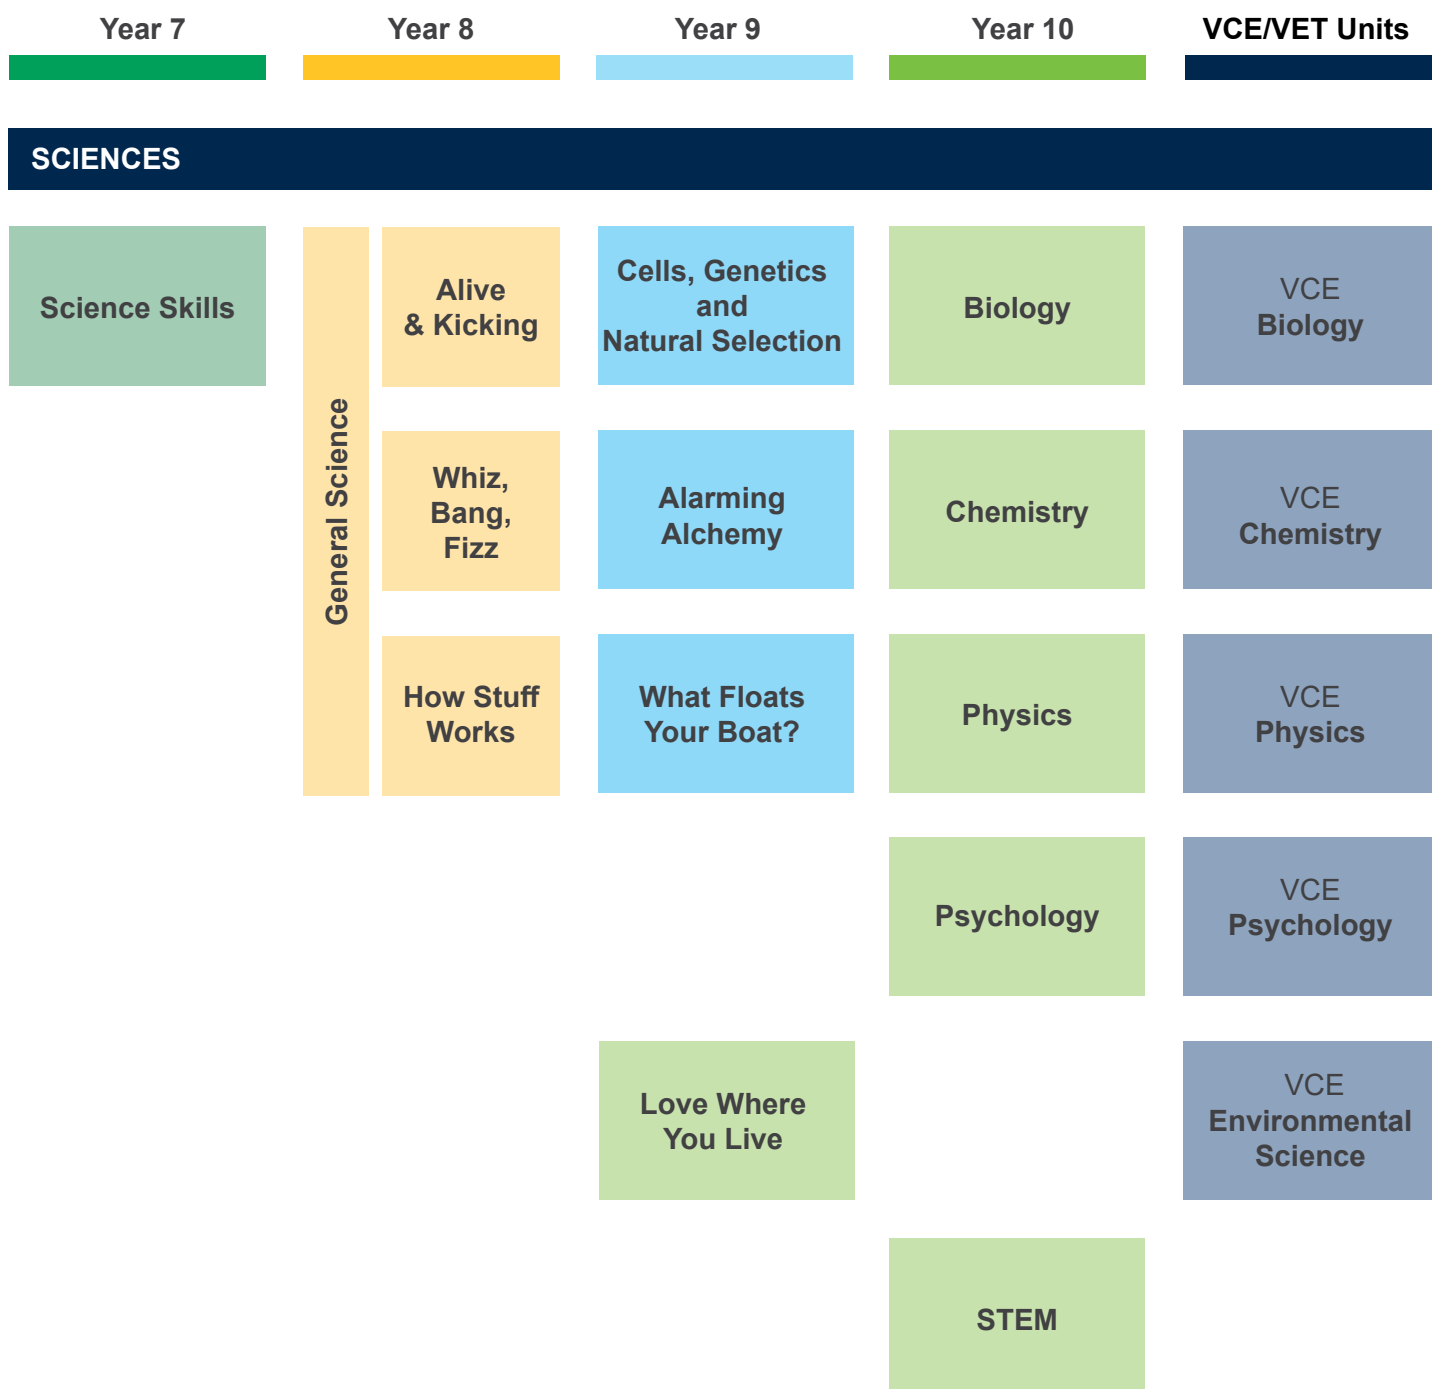 Year 7
Year 8
Year 9
Year 10
VCE/VET Units
SCIENCES
Science Skills
General Science
Alive
& Kicking
Cells, Genetics
and
Natural Selection
Biology
VCE
Biology
Whiz,
Bang,
Fizz
Alarming
Alchemy
Chemistry
VCE
Chemistry
How Stuff
Works
What Floats
Your Boat?
Physics
VCE
Physics
Psychology
VCE
Psychology
Love Where
You Live
VCE
Environmental
Science
STEM